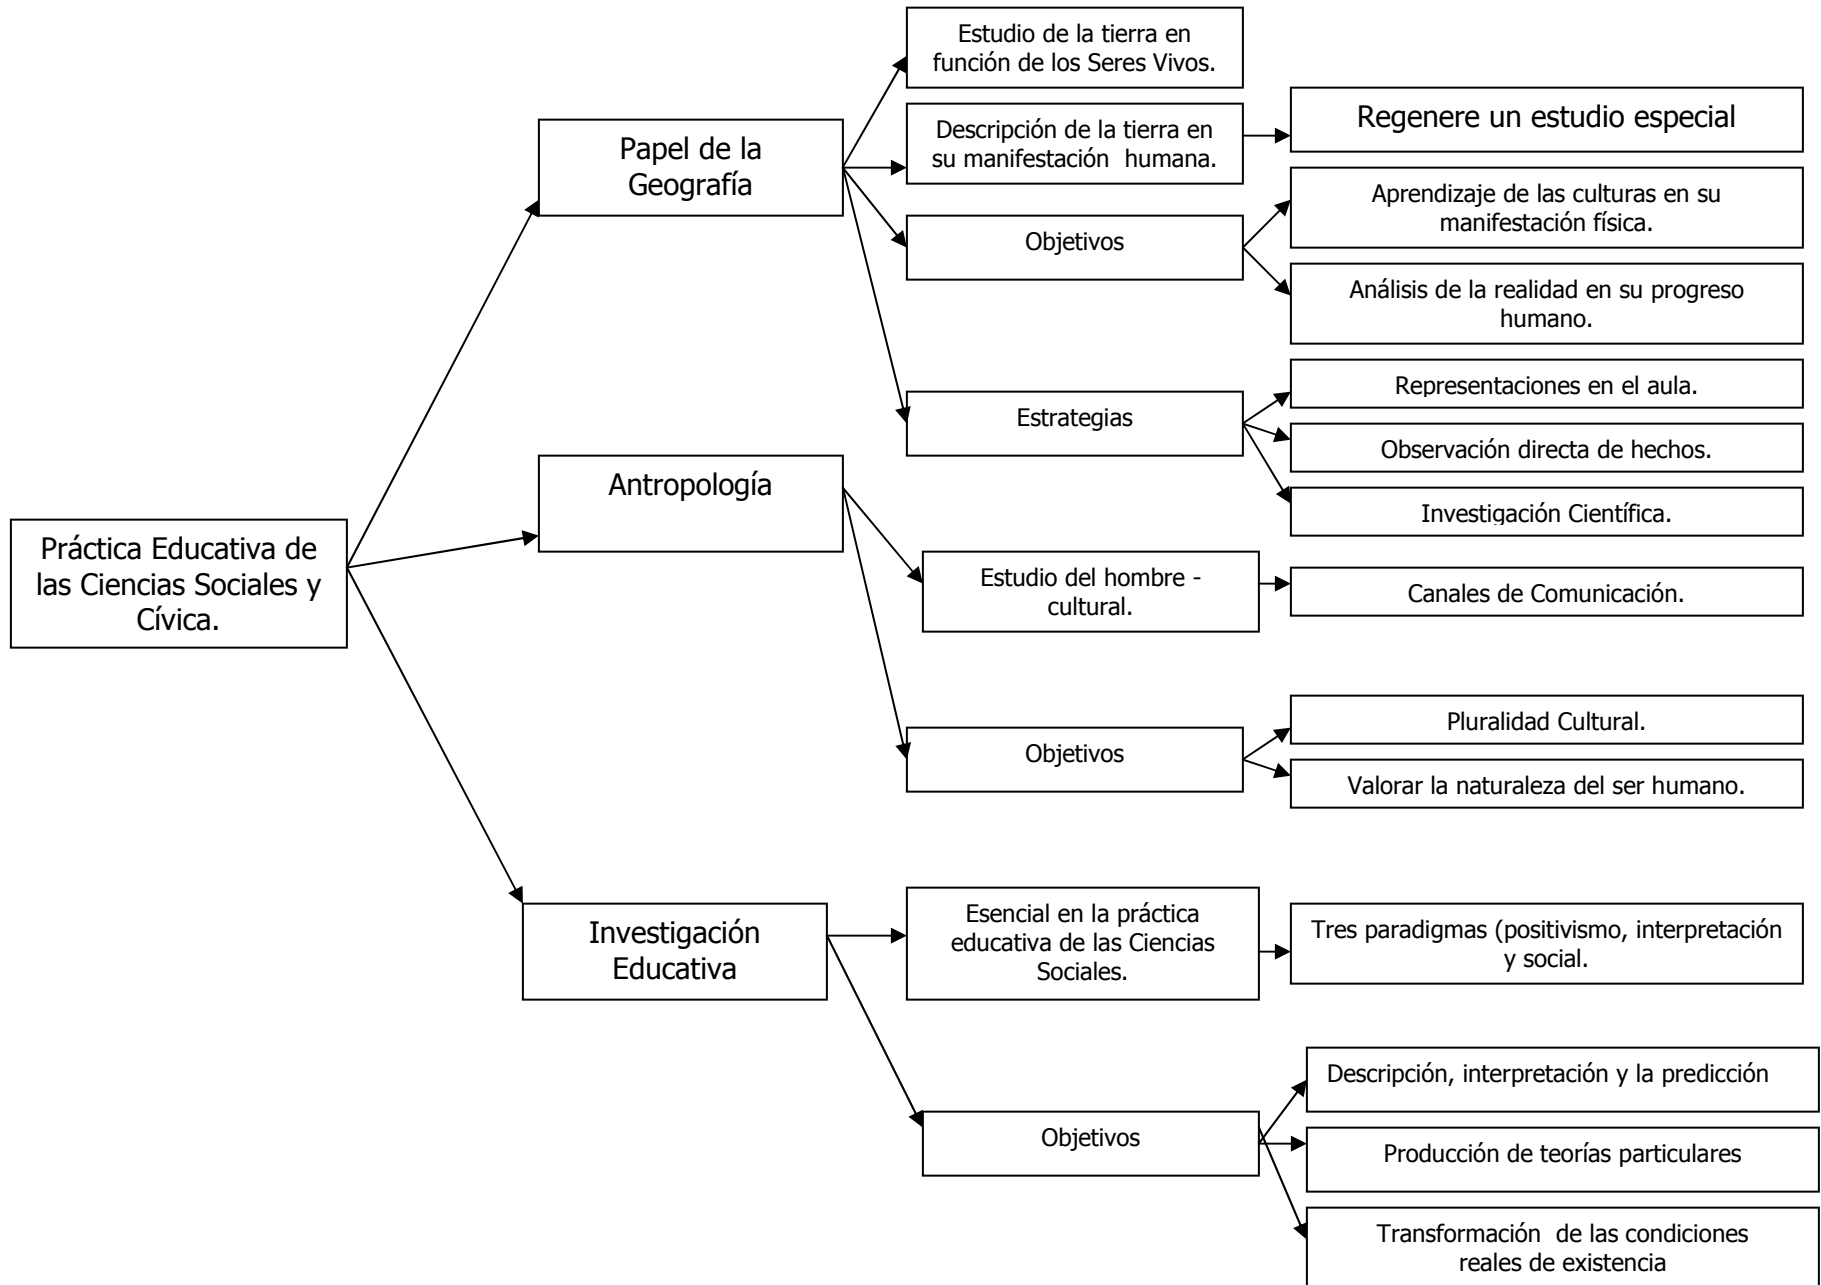 Práctica Educativa de
las Ciencias Sociales y
Cívica.
Papel de la
Geografía
Estudio de la tierra en
función de los Seres Vivos.
Descripción de la tierra en
su manifestación humana.
Regenere un estudio especial
Objetivos
Aprendizaje de las culturas en su
manifestación física.
Análisis de la realidad en su progreso
humano.
Estrategias
Representaciones en el aula.
Observación directa de hechos.
Investigación Científica.
Antropología
Estudio del hombre -
cultural.
Canales de Comunicación.
Objetivos
Pluralidad Cultural.
Valorar la naturaleza del ser humano.
Investigación
Educativa
Esencial en la práctica
educativa de las Ciencias
Sociales.
Tres paradigmas (positivismo, interpretación
y social.
Objetivos
Descripción, interpretación y la predicción
Producción de teorías particulares
Transformación de las condiciones
reales de existencia